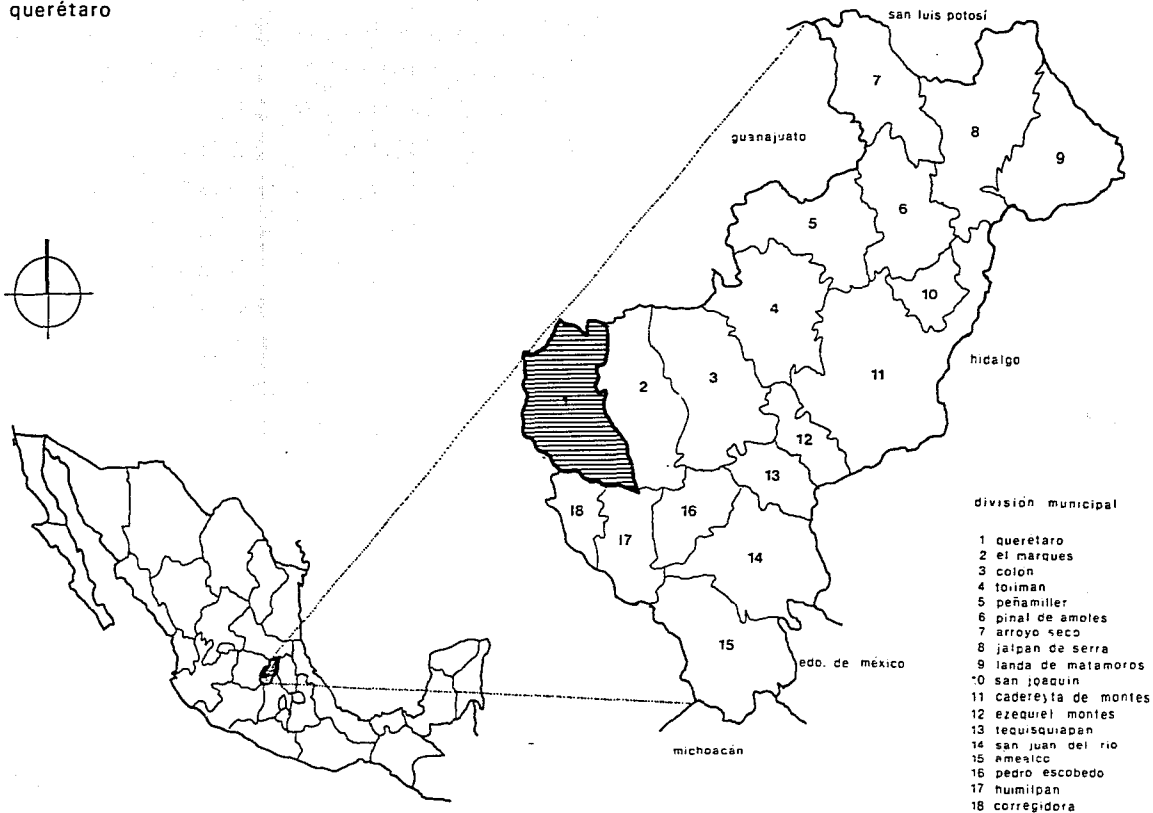 querétaro
san luis potosí
7
8
guanajuato
9
5
6
10
4
hidalgo
11
2
3
1
12
13
18
16
17
14
15
edo. de méxico
michoacán
división municipal
1 querétaro
2 el marques
3 colon
4 toliman
5 peñamiller
6 pinal de amoles
7 arroyo seco
8 jalpan de serra
9 landa de matamoros
10 san joaquin
11 cadereyta de montes
12 ezequiel montes
13 tequisquiapan
14 san juan del rio
15 amealco
16 pedro escobedo
17 huimilpan
18 corregidora